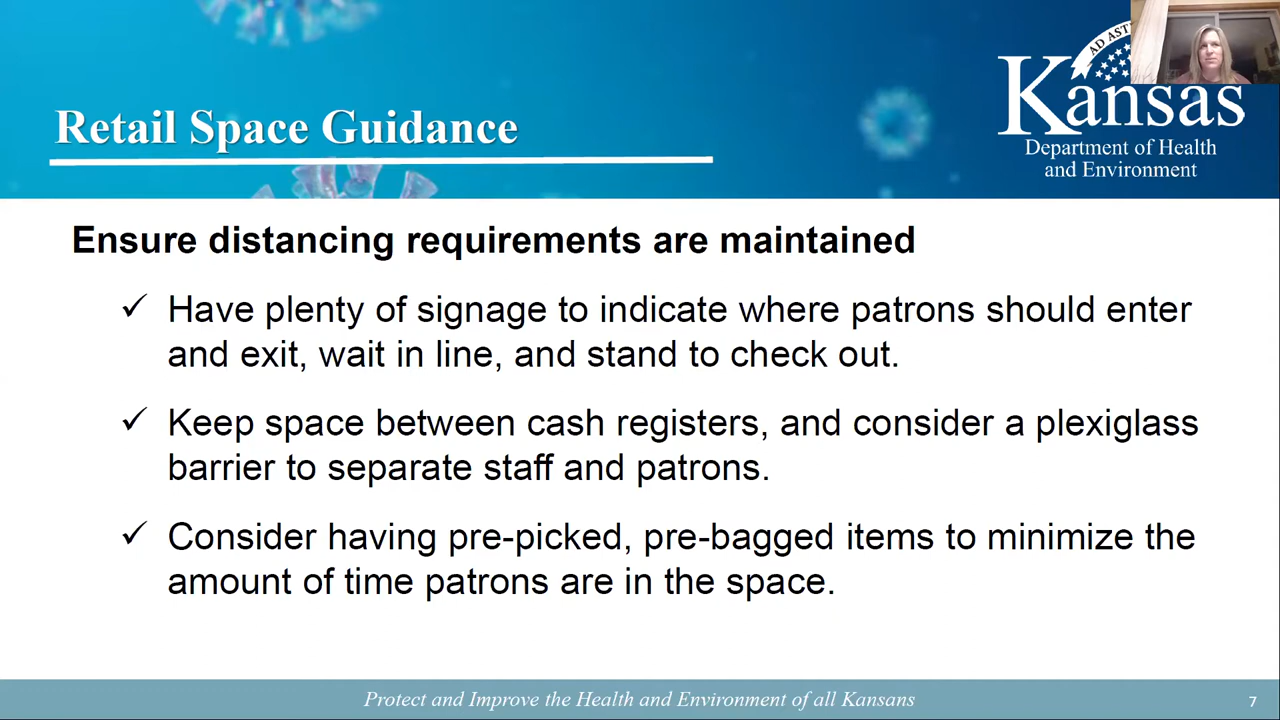 AD AST
Kansas
Department of Health
and Environment
Retail Space Guidance
Ensure distancing requirements are maintained
✓ Have plenty of signage to indicate where patrons should enter
and exit, wait in line, and stand to check out.
✓ Keep space between cash registers, and consider a plexiglass
barrier to separate staff and patrons.
✓ Consider having pre-picked, pre-bagged items to minimize the
amount of time patrons are in the space.
Protect and Improve the Health and Environment of all Kansans
7